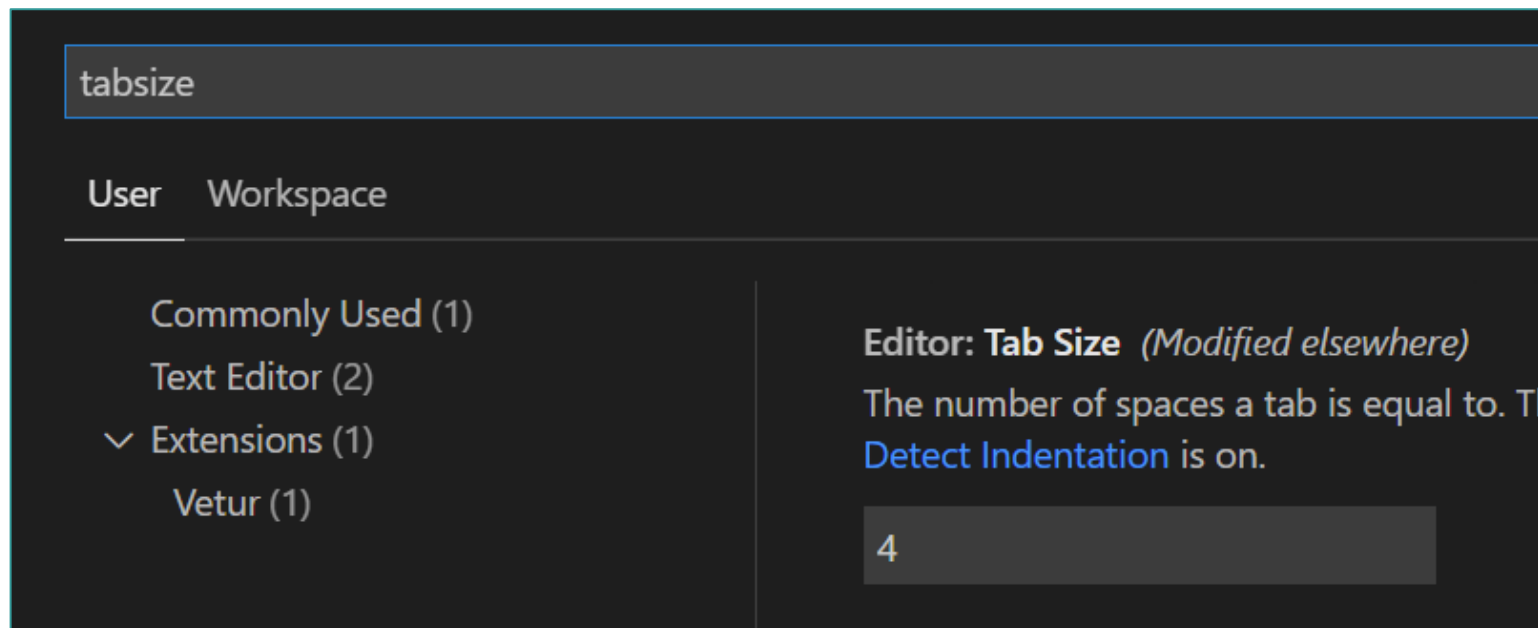 tabsize
User Workspace
Commonly Used (1)
Text Editor (2)
Extensions (1)
Vetur (1)
Editor: Tab Size (Modified elsewhere)
The number of spaces a tab is equal to.
Detect Indentation is on.
4